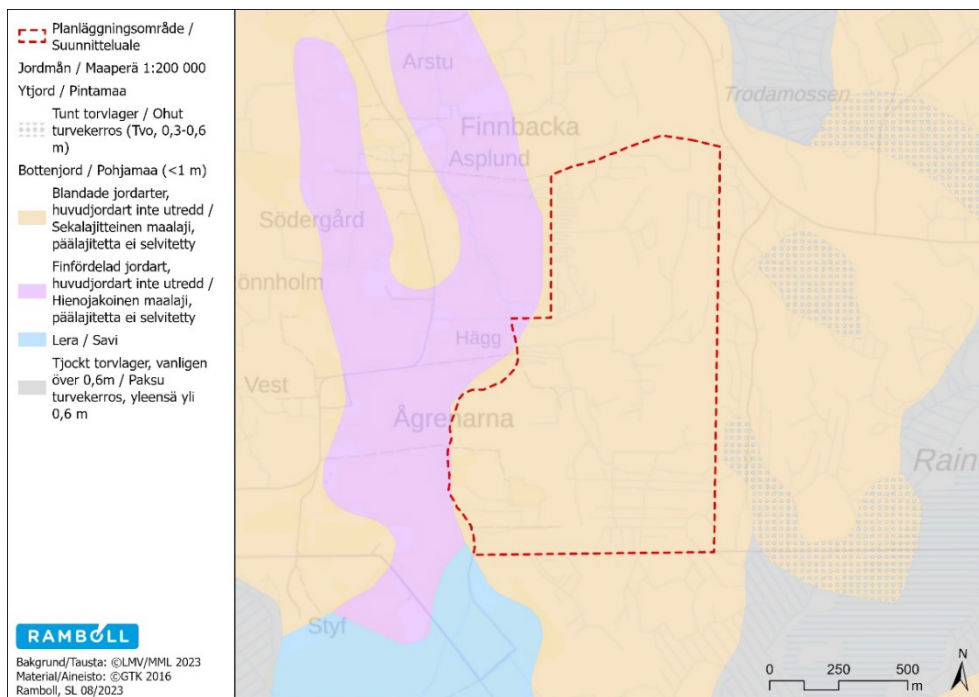 Planläggningsområde /
Suunnitteluale
Jordmån / Maaperä 1:200 000
Ytjord / Pintamaa
Tunt torvlager / Ohut
turvekerros (Tvo, 0,3-0,6
m)
Bottenjord / Pohjamaa (<1 m)
Blandade jordarter,
huvudjordart inte utredd /
Sekalajitteinen maalaji,
päälajitetta ei selvitetty
Finfördelad jordart,
huvudjordart inte utredd /
Hienojakoinen maalaji,
päälajitetta ei selvitetty
Lera / Savi
Tjockt torvlager, vanligen
över 0,6m / Paksu
turvekerros, yleensä yli
0,6 m
RAMBOLL
Bakgrund/Tausta: ©LMV/MML 2023
Material/Aineisto: ©GTK 2016
Ramboll, SL 08/2023
Arstu
Trodamossen
Finnbacka
Asplund
Södergård
önnholm
Hägg
Vest
Ågrenarna
Rain
Styf
N
0 250 500
m